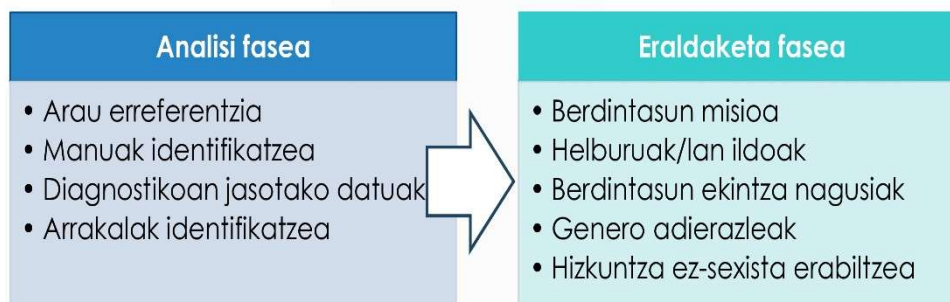 Analisi fasea
• Arau erreferentzia
• Manuak identifikatzea
• Diagnostikoan jasotako datuak
• Arrakalak identifikatzea
Eraldaketa fasea
• Berdintasun misioa
• Helburuak/lan ildoak
• Berdintasun ekintza nagusiak
• Genero adierazleak
• Hizkuntza ez-sexista erabiltzea